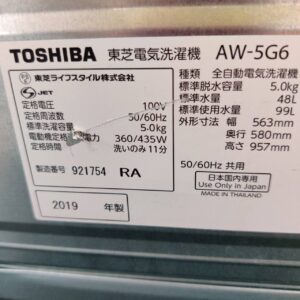 TOSHIBA 東芝電気洗濯機 AW-5G6
東芝ライフスタイル株式会社
S JET
定格電圧 100V
定格周波数 50/60Hz
標準洗濯容量 5.0kg
電動機定格 電力 360/435W
定格時間 洗いのみ 11分
製造番号 921754 RA
2019 年製
種類 全自動電気洗濯機
標準脱水容量 5.0kg
標準水量 48L
標準使用水量 99L
外形寸法 幅 563mm
奥行 580mm
高さ 957mm
50/60Hz 共用
日本国内専用
Use Only in Japan
MADE IN THAILAND